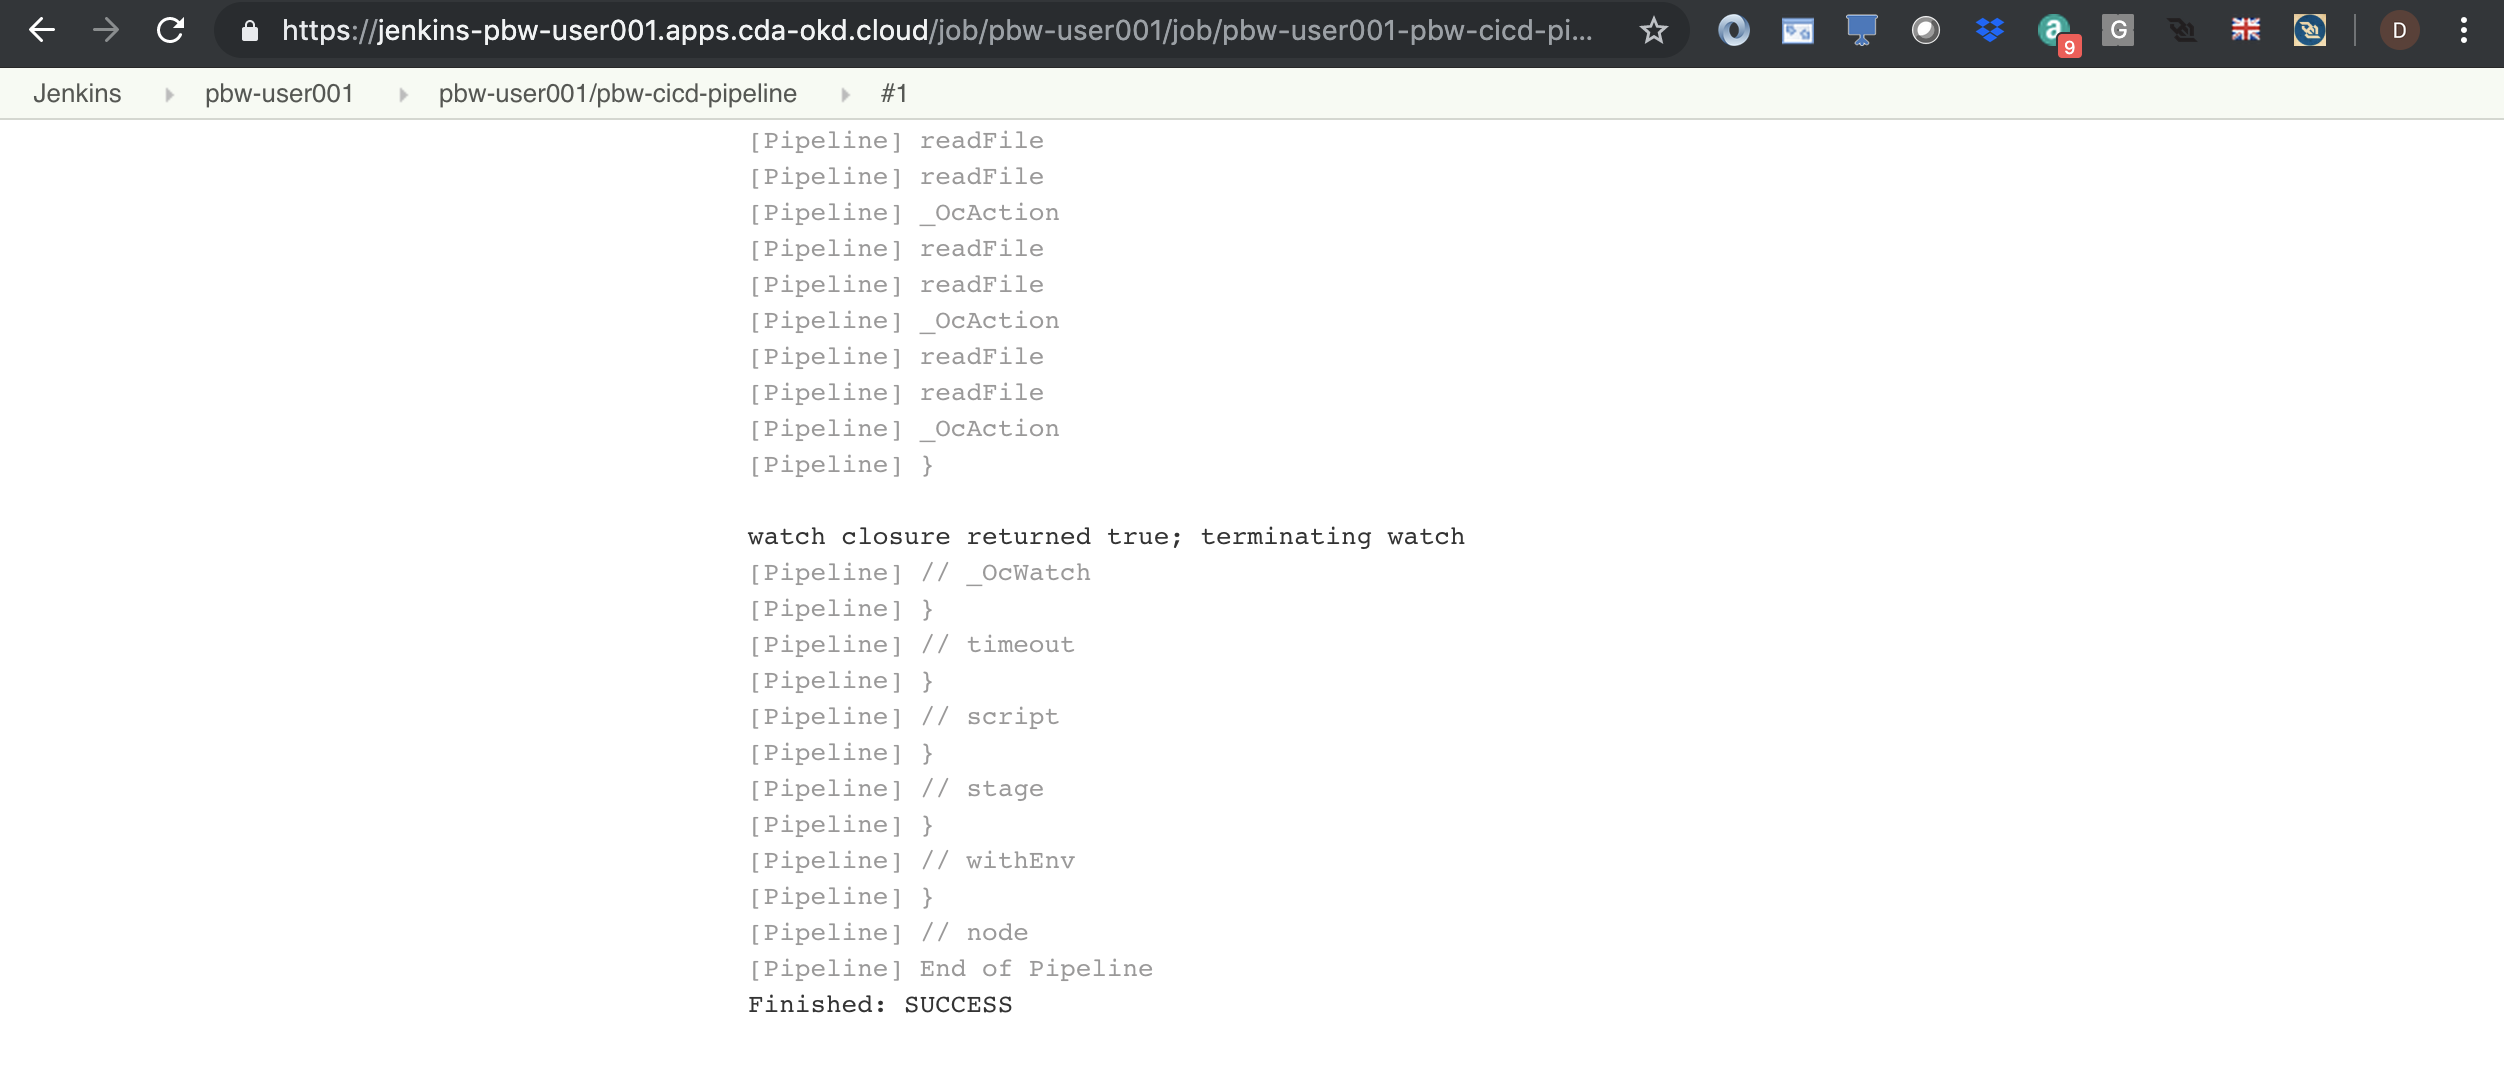 https://jenkins-pbw-user001.apps.cda-okd.cloud/job/pbw-user001/job/pbw-user001-pbw-cicd-pi...
a
9
G
D
Jenkins pbw-user001 pbw-user001/pbw-cicd-pipeline #1
[Pipeline] readFile
[Pipeline] readFile
[Pipeline] _OcAction
[Pipeline] readFile
[Pipeline] readFile
[Pipeline] _OcAction
[Pipeline] readFile
[Pipeline] readFile
[Pipeline] _OcAction
[Pipeline] }
watch closure returned true; terminating watch
[Pipeline] // _OcWatch
[Pipeline] }
[Pipeline] // timeout
[Pipeline] }
[Pipeline] // script
[Pipeline] }
[Pipeline] // stage
[Pipeline] }
[Pipeline] // withEnv
[Pipeline] }
[Pipeline] // node
[Pipeline] End of Pipeline
Finished: SUCCESS